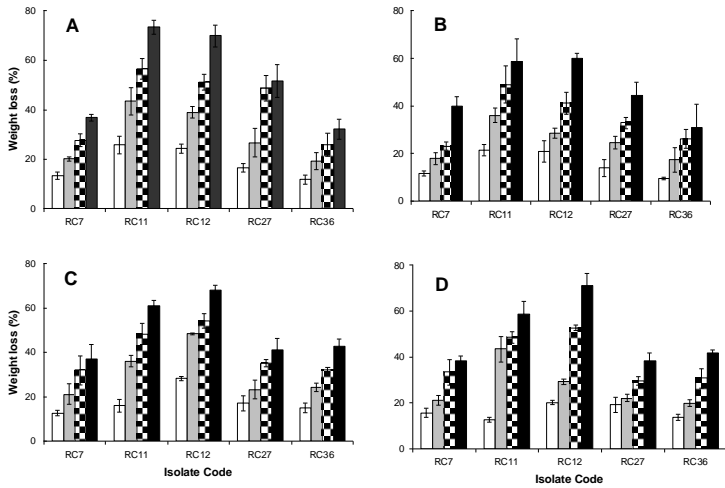 A
Weight loss (%)
80
60
40
20
0
RC7 RC11 RC12 RC27 RC36
B
80
60
40
20
0
RC7 RC11 RC12 RC27 RC36
C
Weight loss (%)
80
60
40
20
0
RC7 RC11 RC12 RC27 RC36
Isolate Code
D
80
60
40
20
0
RC7 RC11 RC12 RC27 RC36
Isolate Code